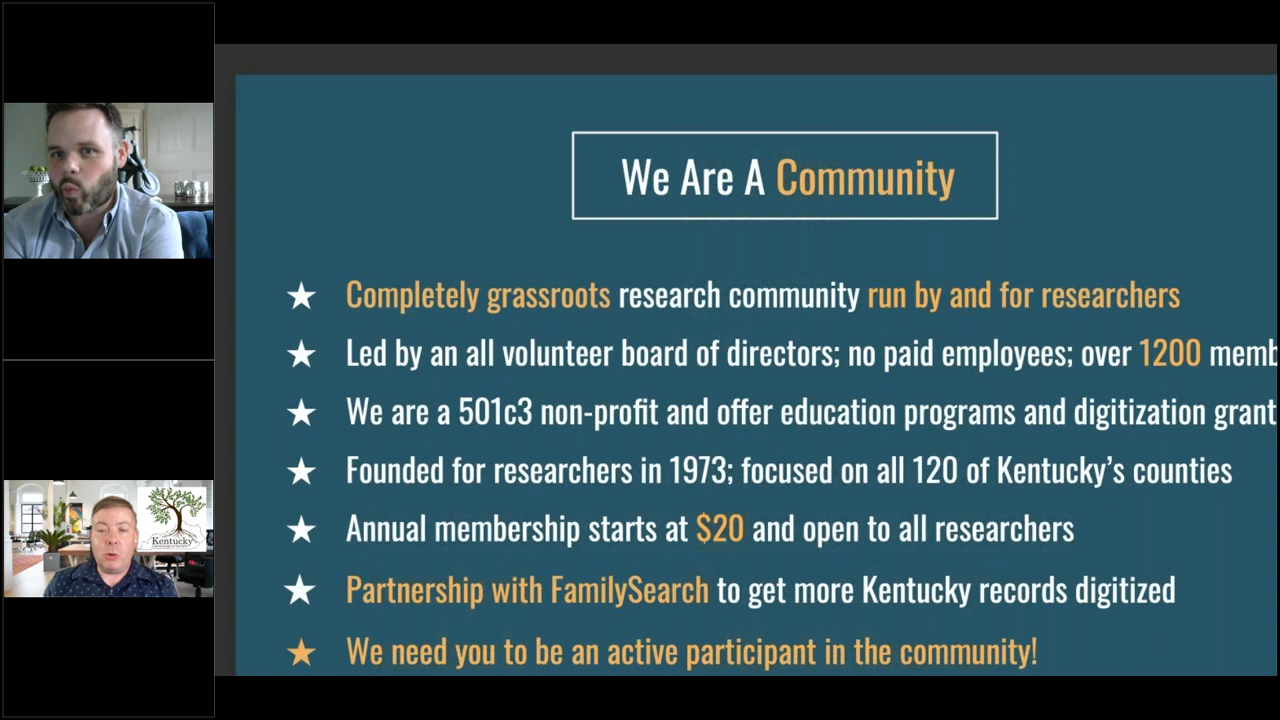 We Are A Community
★ Completely grassroots research community run by and for researchers
★ Led by an all volunteer board of directors; no paid employees; over 1200 memb
★ We are a 501c3 non-profit and offer education programs and digitization grant
★ Founded for researchers in 1973; focused on all 120 of Kentucky's counties
★ Annual membership starts at $20 and open to all researchers
★ Partnership with FamilySearch to get more Kentucky records digitized
★ We need you to be an active participant in the community!
Kentucky